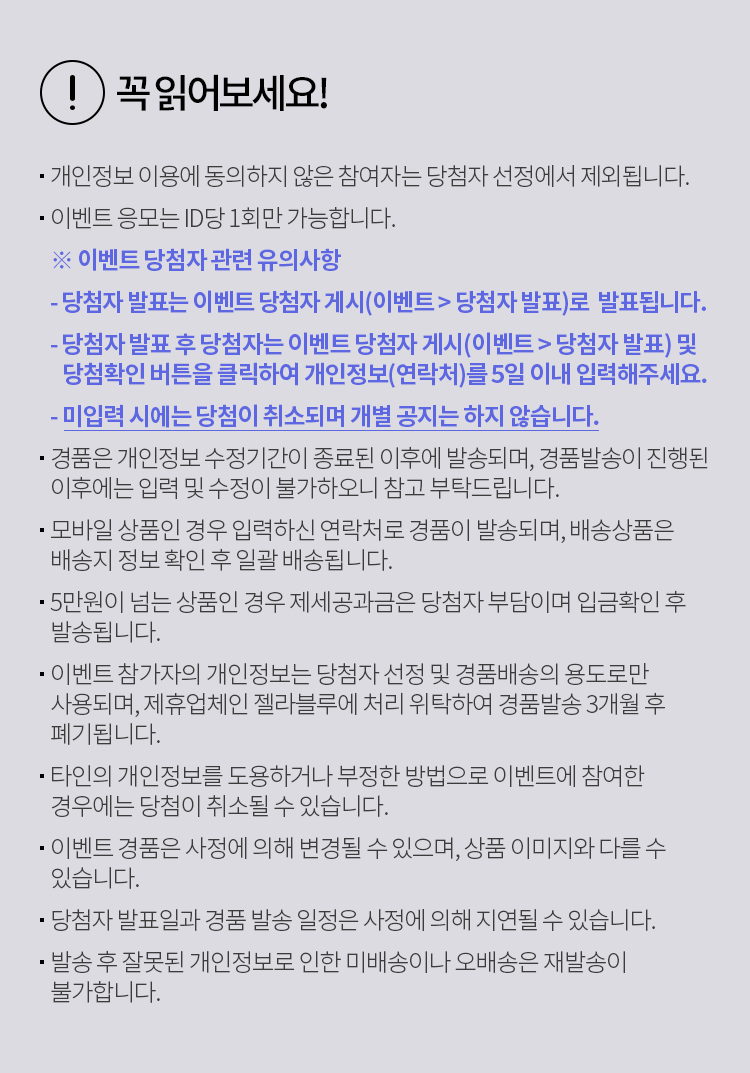 ! 꼭 읽어보세요!
· 개인정보 이용에 동의하지 않은 참여자는 당첨자 선정에서 제외됩니다.
· 이벤트 응모는 ID당 1회만 가능합니다.
※ 이벤트 당첨자 관련 유의사항
- 당첨자 발표는 이벤트 당첨자 게시(이벤트 > 당첨자 발표)로 발표됩니다.
- 당첨자 발표 후 당첨자는 이벤트 당첨자 게시(이벤트 > 당첨자 발표) 및
당첨확인 버튼을 클릭하여 개인정보(연락처)를 5일 이내 입력해주세요.
- 미입력 시에는 당첨이 취소되며 개별 공지는 하지 않습니다.
· 경품은 개인정보 수정기간이 종료된 이후에 발송되며, 경품발송이 진행된
이후에는 입력 및 수정이 불가하오니 참고 부탁드립니다.
· 모바일 상품인 경우 입력하신 연락처로 경품이 발송되며, 배송상품은
배송지 정보 확인 후 일괄 배송됩니다.
· 5만원이 넘는 상품인 경우 제세공과금은 당첨자 부담이며 입금확인 후
발송됩니다.
· 이벤트 참가자의 개인정보는 당첨자 선정 및 경품배송의 용도로만
사용되며, 제휴업체인 젤라블루에 처리 위탁하여 경품발송 3개월 후
폐기됩니다.
· 타인의 개인정보를 도용하거나 부정한 방법으로 이벤트에 참여한
경우에는 당첨이 취소될 수 있습니다.
· 이벤트 경품은 사정에 의해 변경될 수 있으며, 상품 이미지와 다를 수
있습니다.
· 당첨자 발표일과 경품 발송 일정은 사정에 의해 지연될 수 있습니다.
· 발송 후 잘못된 개인정보로 인한 미배송이나 오배송은 재발송이
불가합니다.